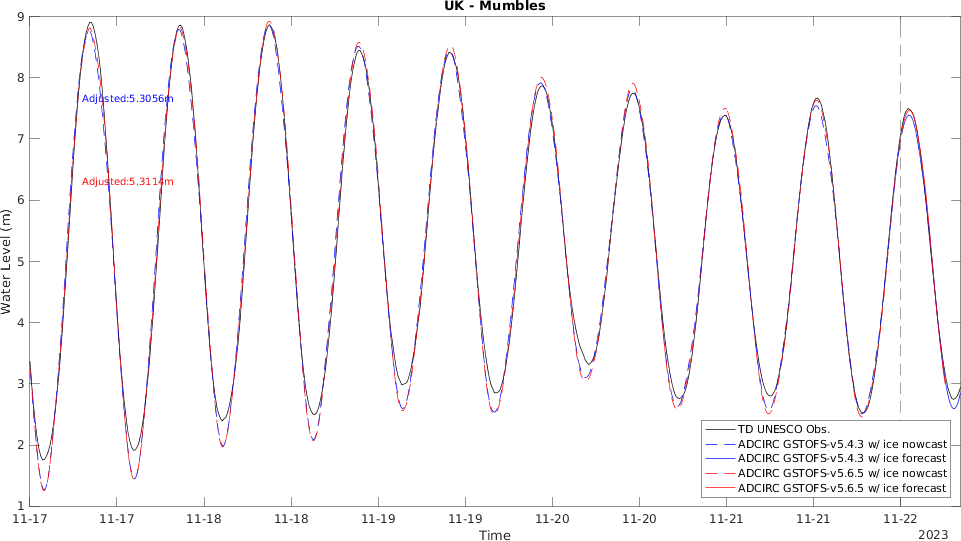 UK - Mumbles
9
8
7
6
5
4
3
2
1
Water Level (m)
Adjusted:5.3056m
Adjusted:5.3114m
TD UNESCO Obs.
ADCIRC GSTOFS-v5.4.3 w/ ice nowcast
ADCIRC GSTOFS-v5.4.3 w/ ice forecast
ADCIRC GSTOFS-v5.6.5 w/ ice nowcast
ADCIRC GSTOFS-v5.6.5 w/ ice forecast
11-17 11-17 11-18 11-18 11-19 11-19 11-20 11-20 11-21 11-21 11-22
Time
2023